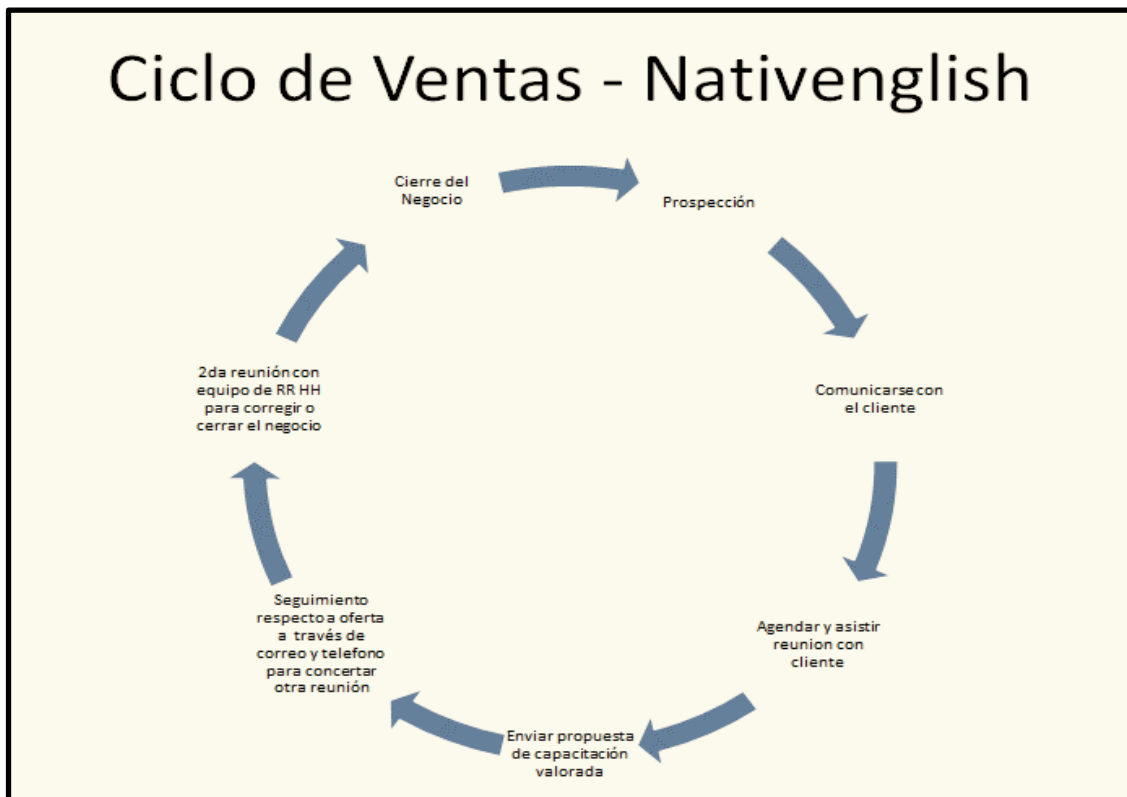 Ciclo de Ventas - Nativenglish
Cierre del
Negocio
Prospección
Comunicarse con
el cliente
Agendar y asistir
reunion con
cliente
Enviar propuesta
de capacitación
valorada
Seguimiento
respecto a oferta
a través de
correo y telefono
para concertar
otra reunión
2da reunión con
equipo de RR HH
para corregir o
cerrar el negocio